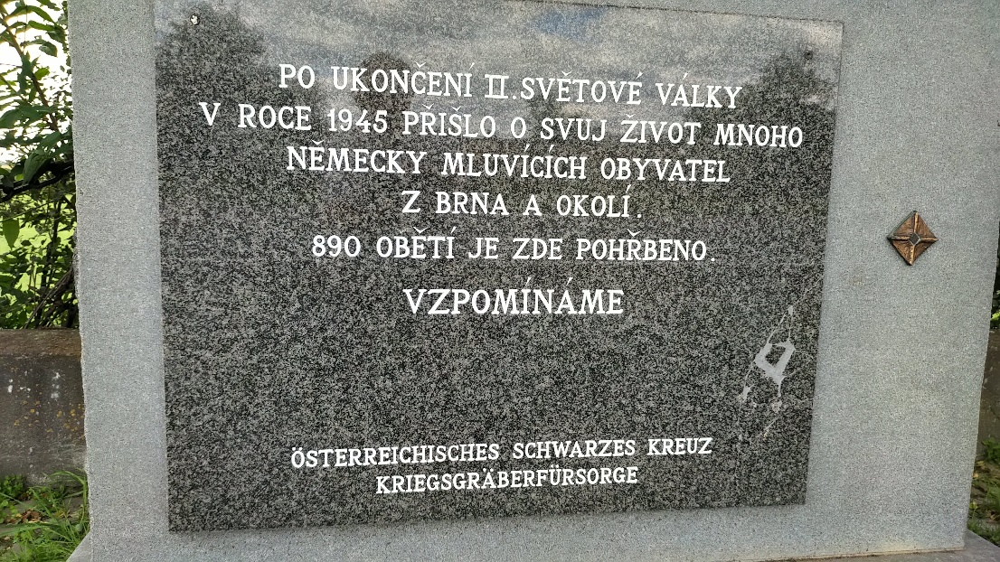 PO UKONČENÍ II. SVĚTOVÉ VÁLKY
V ROCE 1945 PŘIŠLO O SVUJ ŽIVOT MNOHO
NĚMECKY MLUVÍCÍCH OBYVATEL
Z BRNA A OKOLÍ.
890 OBĚTÍ JE ZDE POHŘBENO.
VZPOMÍNÁME
ÖSTERREICHISCHES SCHWARZES KREUZ
KRIEGSGRÄBERFÜRSORGE